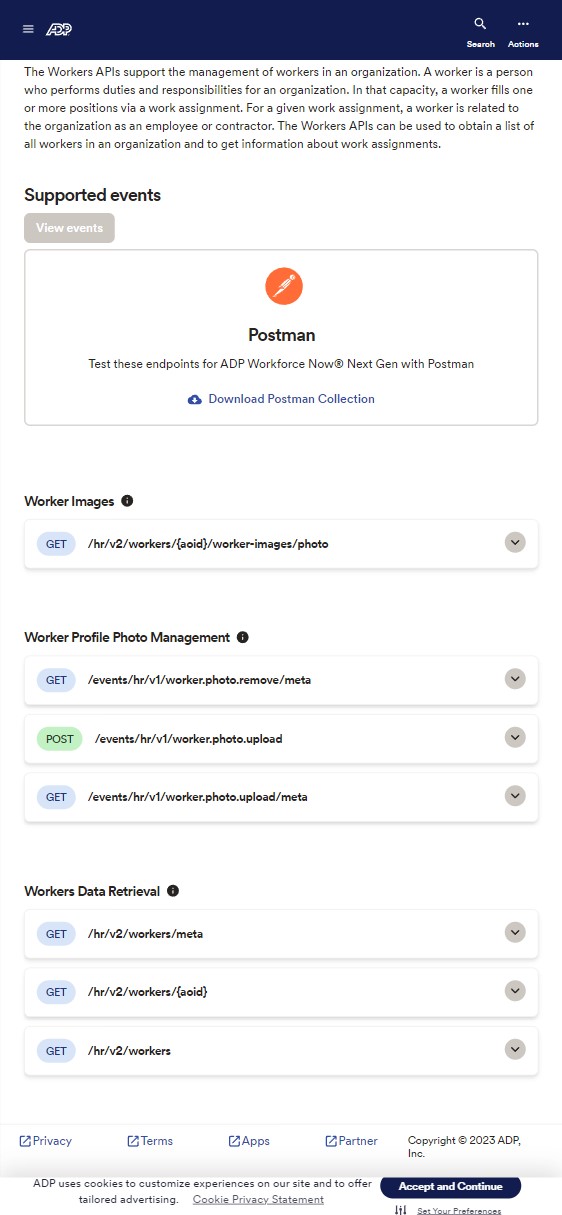 ADP
Search
Actions
The Workers APIs support the management of workers in an organization. A worker is a person
who performs duties and responsibilities for an organization. In that capacity, a worker fills one
or more positions via a work assignment. For a given work assignment, a worker is related to
the organization as an employee or contractor. The Workers APIs can be used to obtain a list of
all workers in an organization and to get information about work assignments.
Supported events
View events
Postman
Test these endpoints for ADP Workforce Now® Next Gen with Postman
Download Postman Collection
Worker Images
GET /hr/v2/workers/{aoid}/worker-images/photo
Worker Profile Photo Management
GET /events/hr/v1/worker.photo.remove/meta
POST /events/hr/v1/worker.photo.upload
GET /events/hr/v1/worker.photo.upload/meta
Workers Data Retrieval
GET /hr/v2/workers/meta
GET /hr/v2/workers/{aoid}
GET /hr/v2/workers
Privacy Terms Apps Partner Copyright © 2023 ADP,
Inc.
ADP uses cookies to customize experiences on our site and to offer
tailored advertising. Cookie Privacy Statement
Accept and Continue
Set Your Preferences